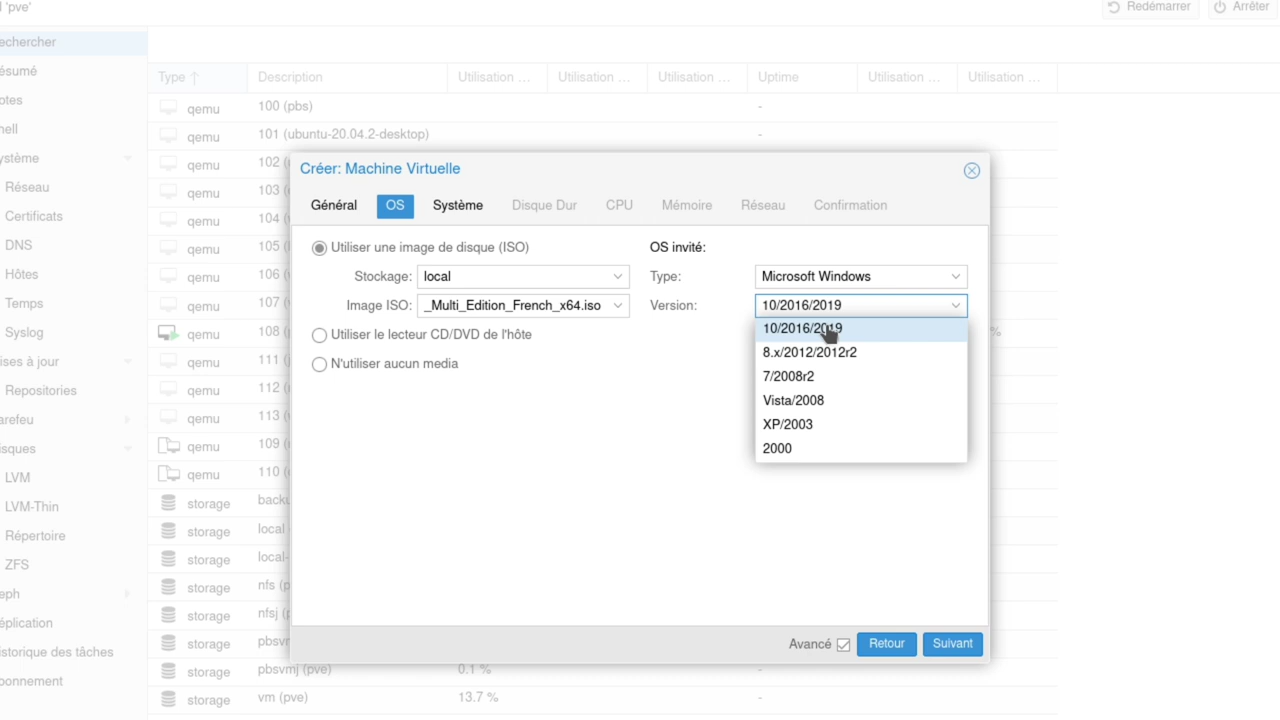 'pve'
Redémarrer
Arrêter
echercher
ésumé
otes
hell
ystème
Réseau
Certificats
DNS
Hôtes
Temps
Syslog
ises à jour
Repositories
arefeu
isques
LVM
LVM-Thin
Répertoire
ZFS
eph
éplication
istorique des tâches
bonnement
Type ↑ Description Utilisation ... Utilisation ... Utilisation ... Uptime Utilisation ... Utilisation ...
qemu 100 (pbs) -
qemu 101 (ubuntu-20.04.2-desktop) -
qemu 102
qemu 103
qemu 104
qemu 105
qemu 106
qemu 107
qemu 108 %
qemu 111
qemu 112
qemu 113
qemu 109
qemu 110
storage backu
storage local
storage local-
storage nfs (p
storage nfsj (p
storage pbsvr
storage pbsvmj (pve) 0.1 % -
storage vm (pve) 13.7 % -
Créer: Machine Virtuelle
Général OS Système Disque Dur CPU Mémoire Réseau Confirmation
Utiliser une image de disque (ISO)
Stockage: local
Image ISO: _Multi_Edition_French_x64.iso
Utiliser le lecteur CD/DVD de l'hôte
N'utiliser aucun media
OS invité:
Type: Microsoft Windows
Version: 10/2016/2019
10/2016/2019
8.x/2012/2012r2
7/2008r2
Vista/2008
XP/2003
2000
Avancé Retour Suivant